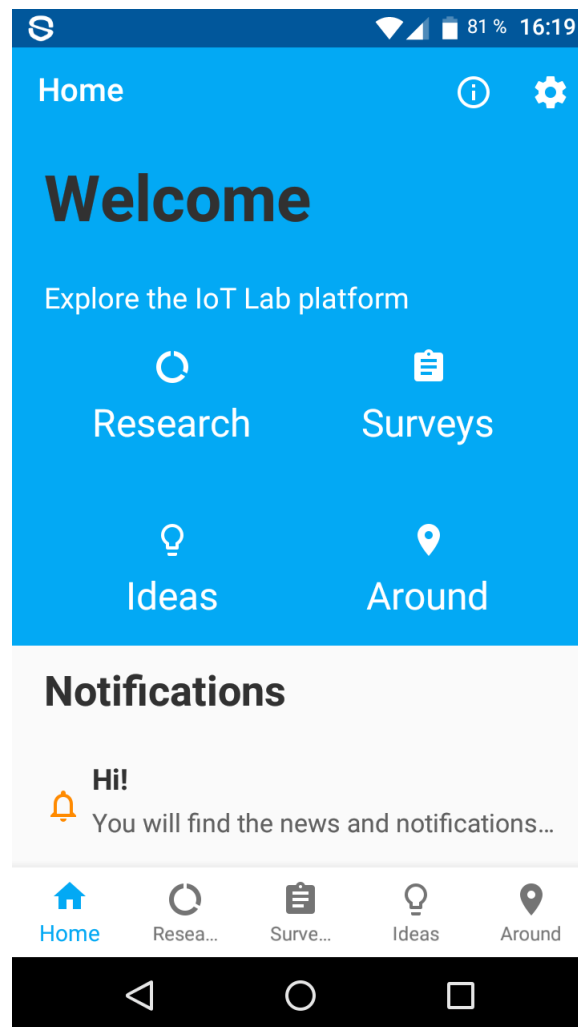 81 % 16:19
Home
Welcome
Explore the IoT Lab platform
Research Surveys
Ideas Around
Notifications
Hi!
You will find the news and notifications...
Home Resea... Surve... Ideas Around